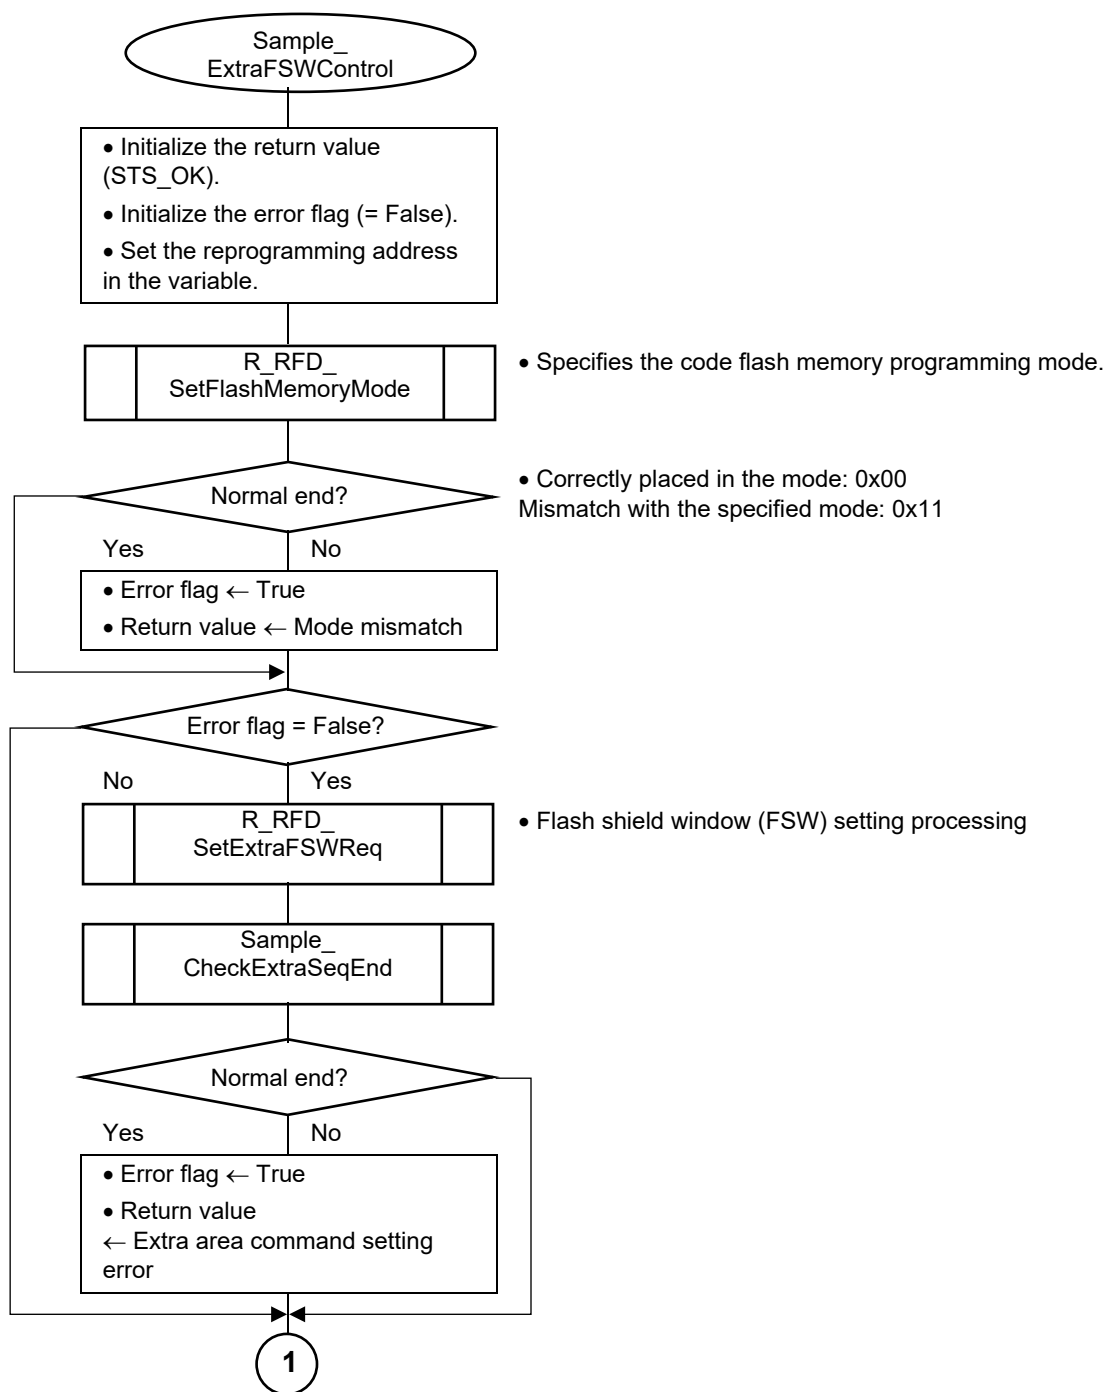 Sample_
ExtraFSWControl
• Initialize the return value
(STS_OK).
• Initialize the error flag (= False).
• Set the reprogramming address
in the variable.
R_RFD_
SetFlashMemoryMode
• Specifies the code flash memory programming mode.
Normal end?
• Correctly placed in the mode: 0x00
Mismatch with the specified mode: 0x11
Yes
No
• Error flag ← True
• Return value ← Mode mismatch
Error flag = False?
No
Yes
R_RFD_
SetExtraFSWReq
• Flash shield window (FSW) setting processing
Sample_
CheckExtraSeqEnd
Normal end?
Yes
No
• Error flag ← True
• Return value
← Extra area command setting
error
1